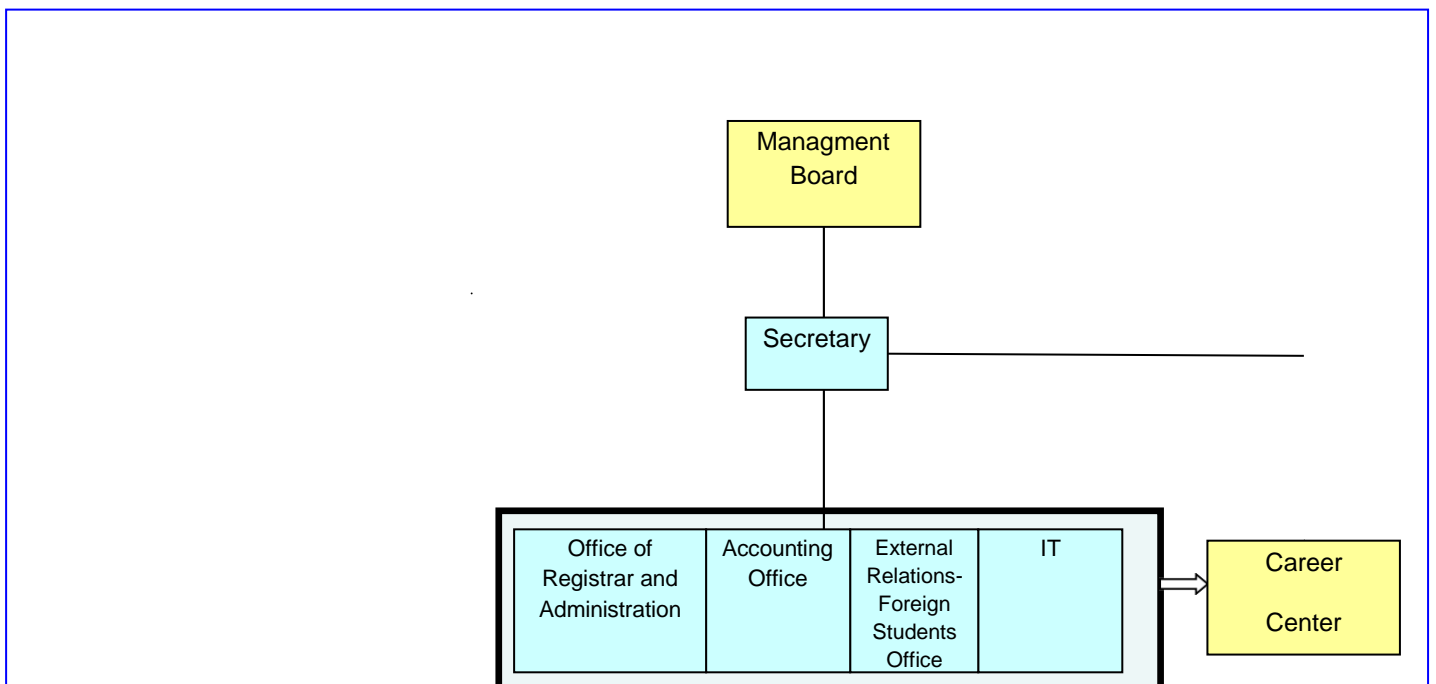 Managment
Board
Secretary
Office of
Registrar and
Administration
Accounting
Office
External
Relations-
Foreign
Students
Office
IT
Career
Center